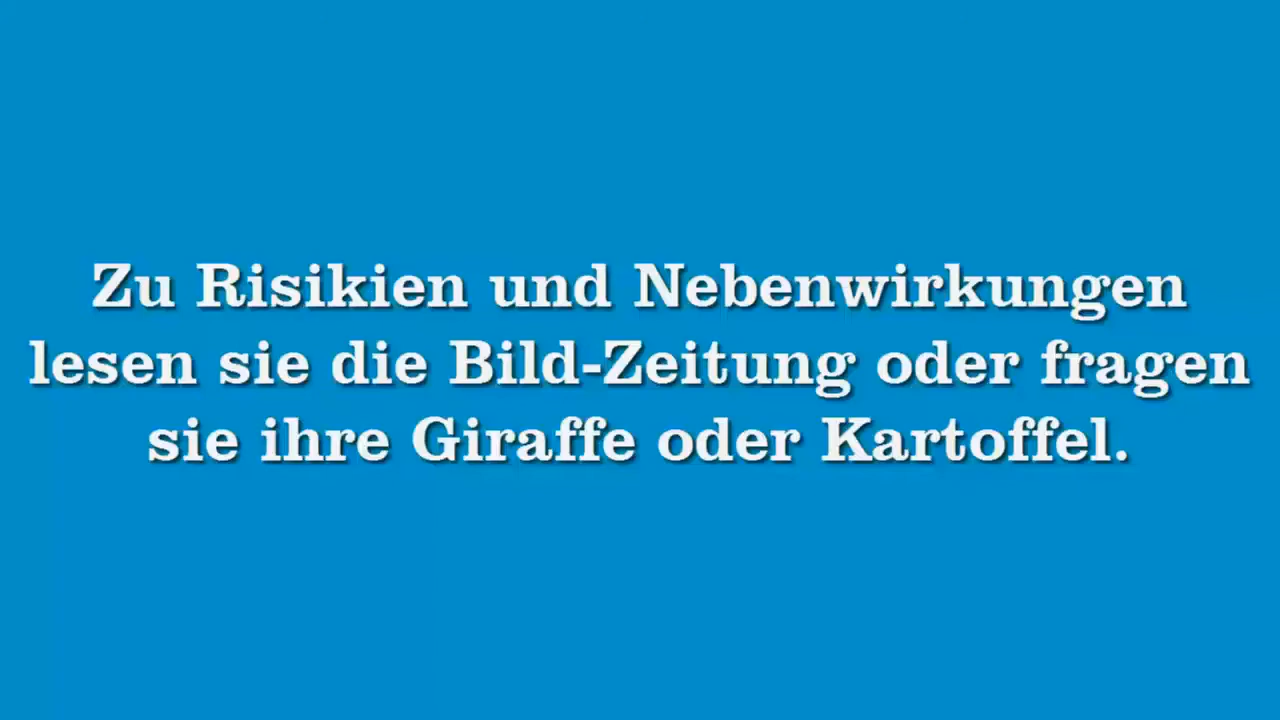 Zu Risikien und Nebenwirkungen
lesen sie die Bild-Zeitung oder fragen
sie ihre Giraffe oder Kartoffel.